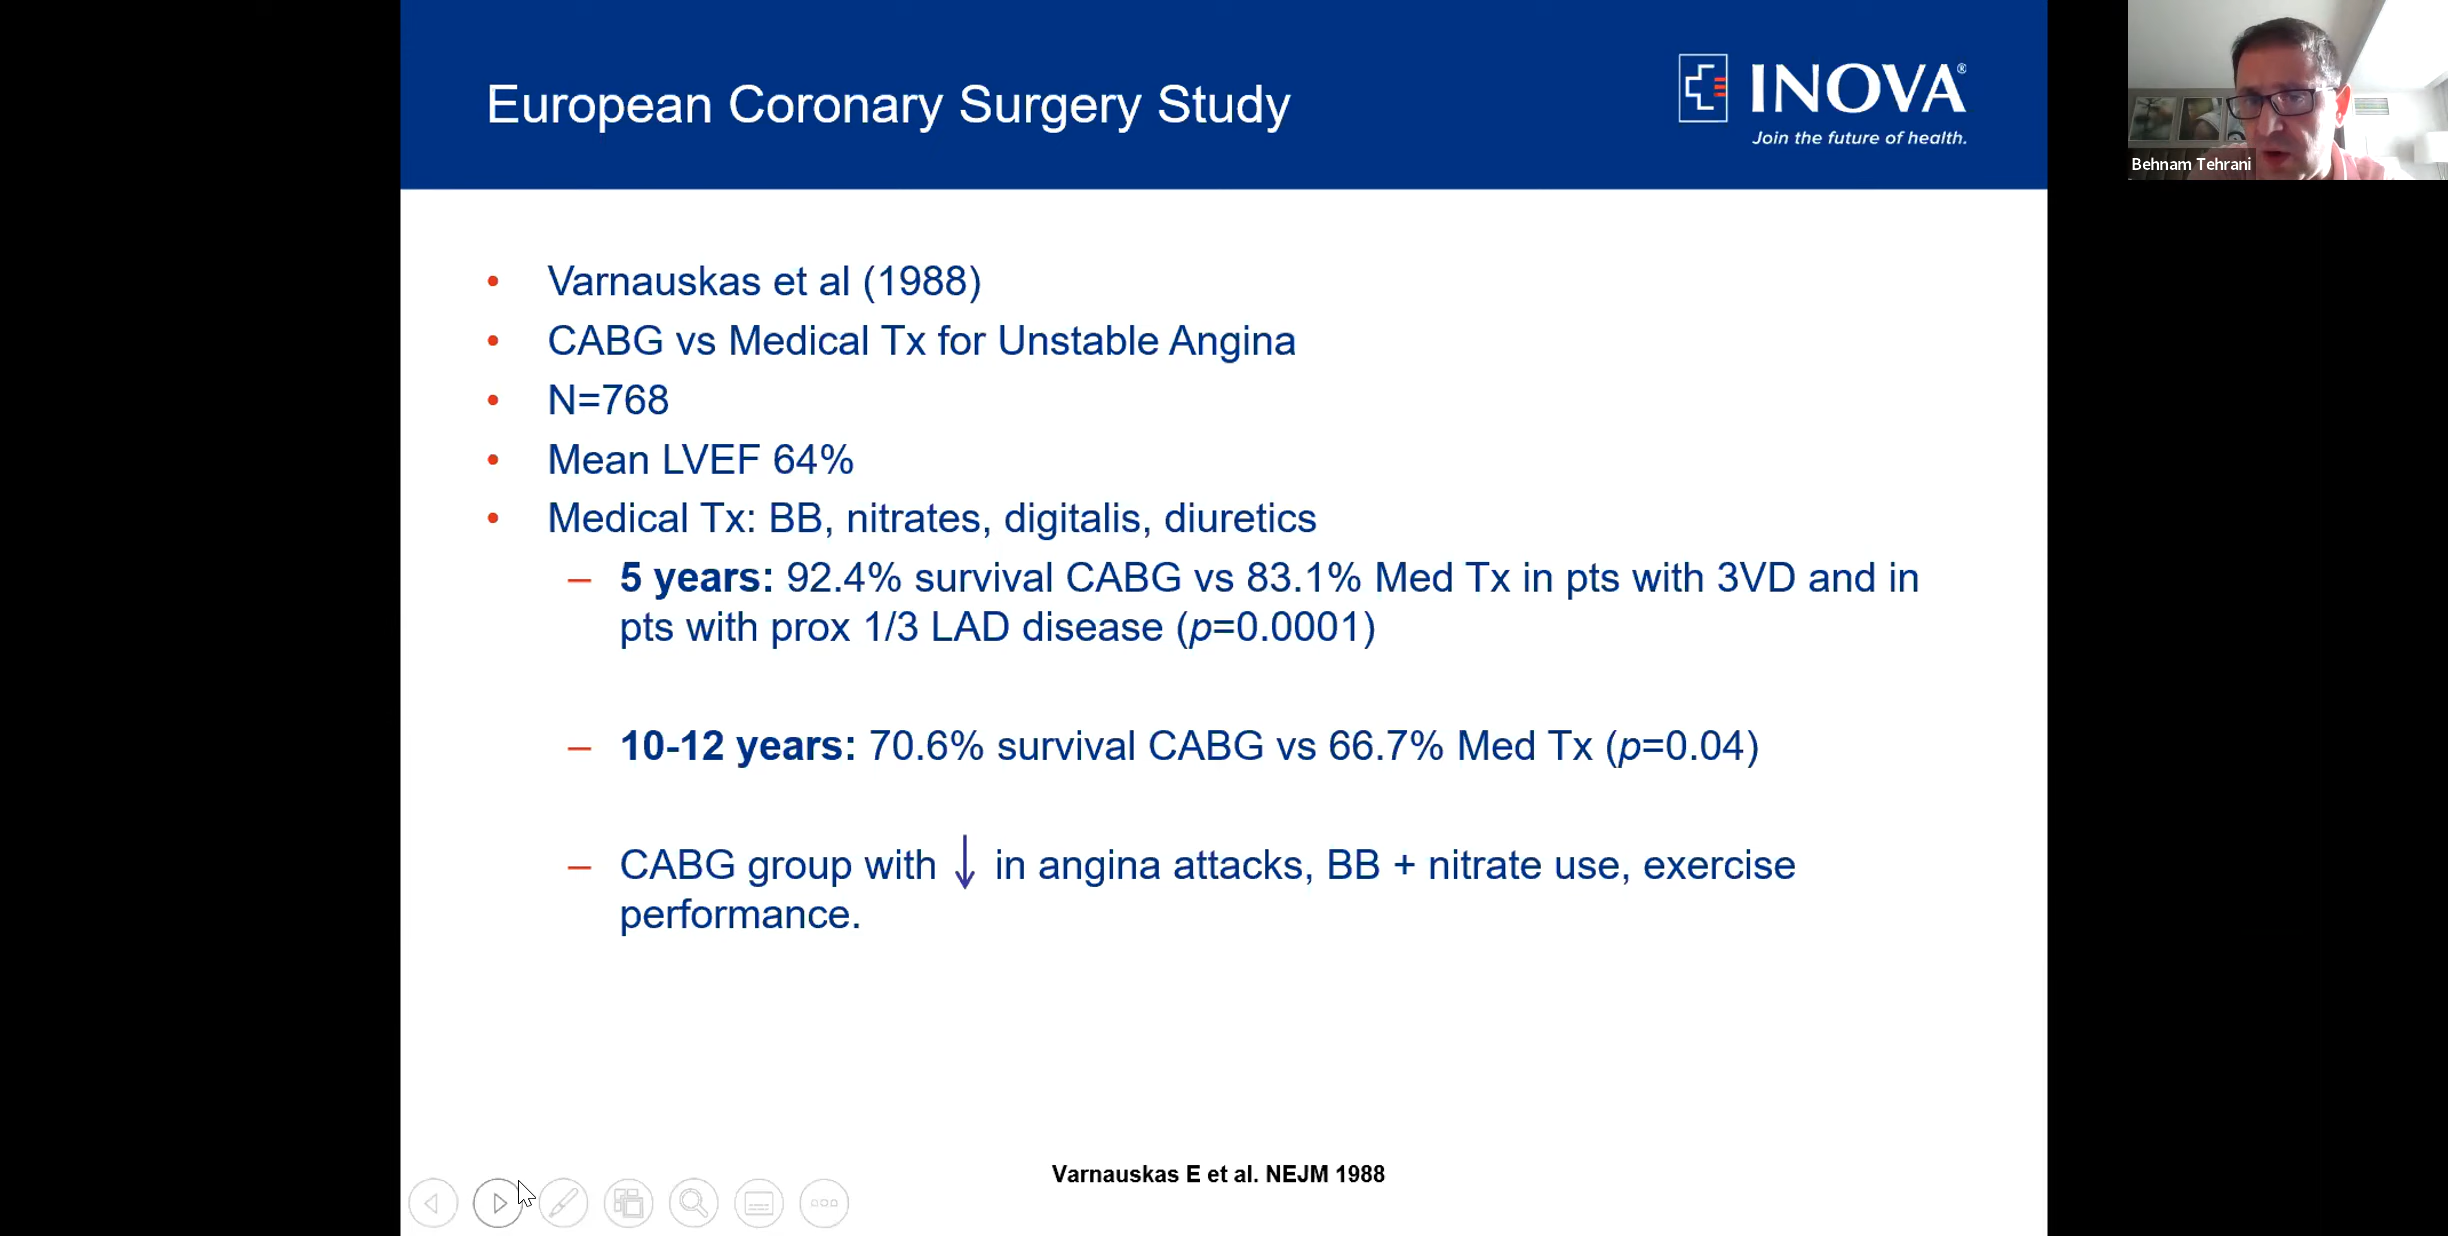 European Coronary Surgery Study
INOVA®
Join the future of health.
Behnam Tehrani
• Varnauskas et al (1988)
• CABG vs Medical Tx for Unstable Angina
• N=768
• Mean LVEF 64%
• Medical Tx: BB, nitrates, digitalis, diuretics
– 5 years: 92.4% survival CABG vs 83.1% Med Tx in pts with 3VD and in
pts with prox 1/3 LAD disease (p=0.0001)
– 10-12 years: 70.6% survival CABG vs 66.7% Med Tx (p=0.04)
– CABG group with ↓ in angina attacks, BB + nitrate use, exercise
performance.
Varnauskas E et al. NEJM 1988